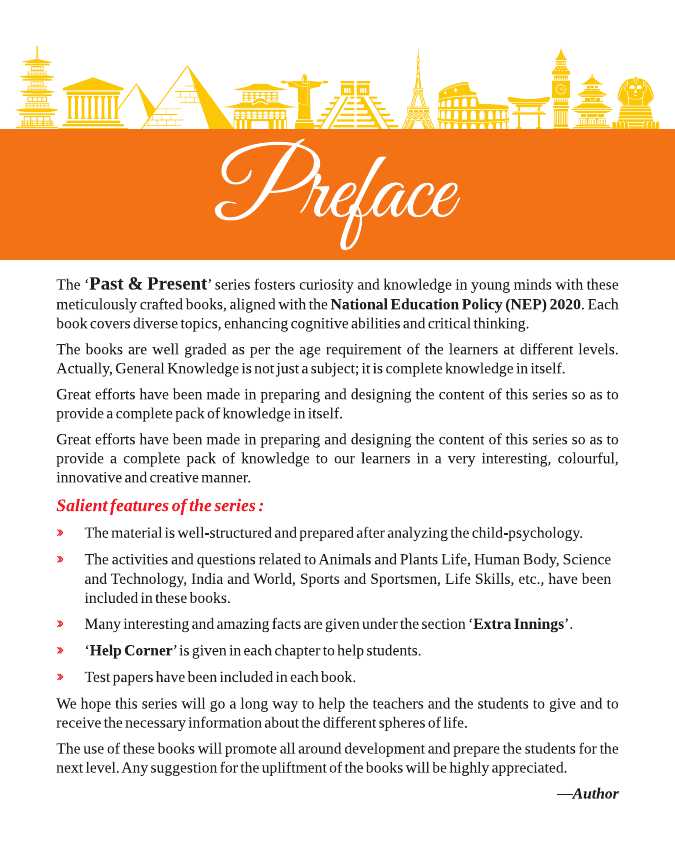 Preface
The ‘Past & Present’ series fosters curiosity and knowledge in young minds with these
meticulously crafted books, aligned with the National Education Policy (NEP) 2020. Each
book covers diverse topics, enhancing cognitive abilities and critical thinking.
The books are well graded as per the age requirement of the learners at different levels.
Actually, General Knowledge is not just a subject; it is complete knowledge in itself.
Great efforts have been made in preparing and designing the content of this series so as to
provide a complete pack of knowledge in itself.
Great efforts have been made in preparing and designing the content of this series so as to
provide a complete pack of knowledge to our learners in a very interesting, colourful,
innovative and creative manner.
Salient features of the series :
» The material is well-structured and prepared after analyzing the child-psychology.
» The activities and questions related to Animals and Plants Life, Human Body, Science
and Technology, India and World, Sports and Sportsmen, Life Skills, etc., have been
included in these books.
» Many interesting and amazing facts are given under the section ‘Extra Innings’.
» ‘Help Corner’ is given in each chapter to help students.
» Test papers have been included in each book.
We hope this series will go a long way to help the teachers and the students to give and to
receive the necessary information about the different spheres of life.
The use of these books will promote all around development and prepare the students for the
next level. Any suggestion for the upliftment of the books will be highly appreciated.
—Author